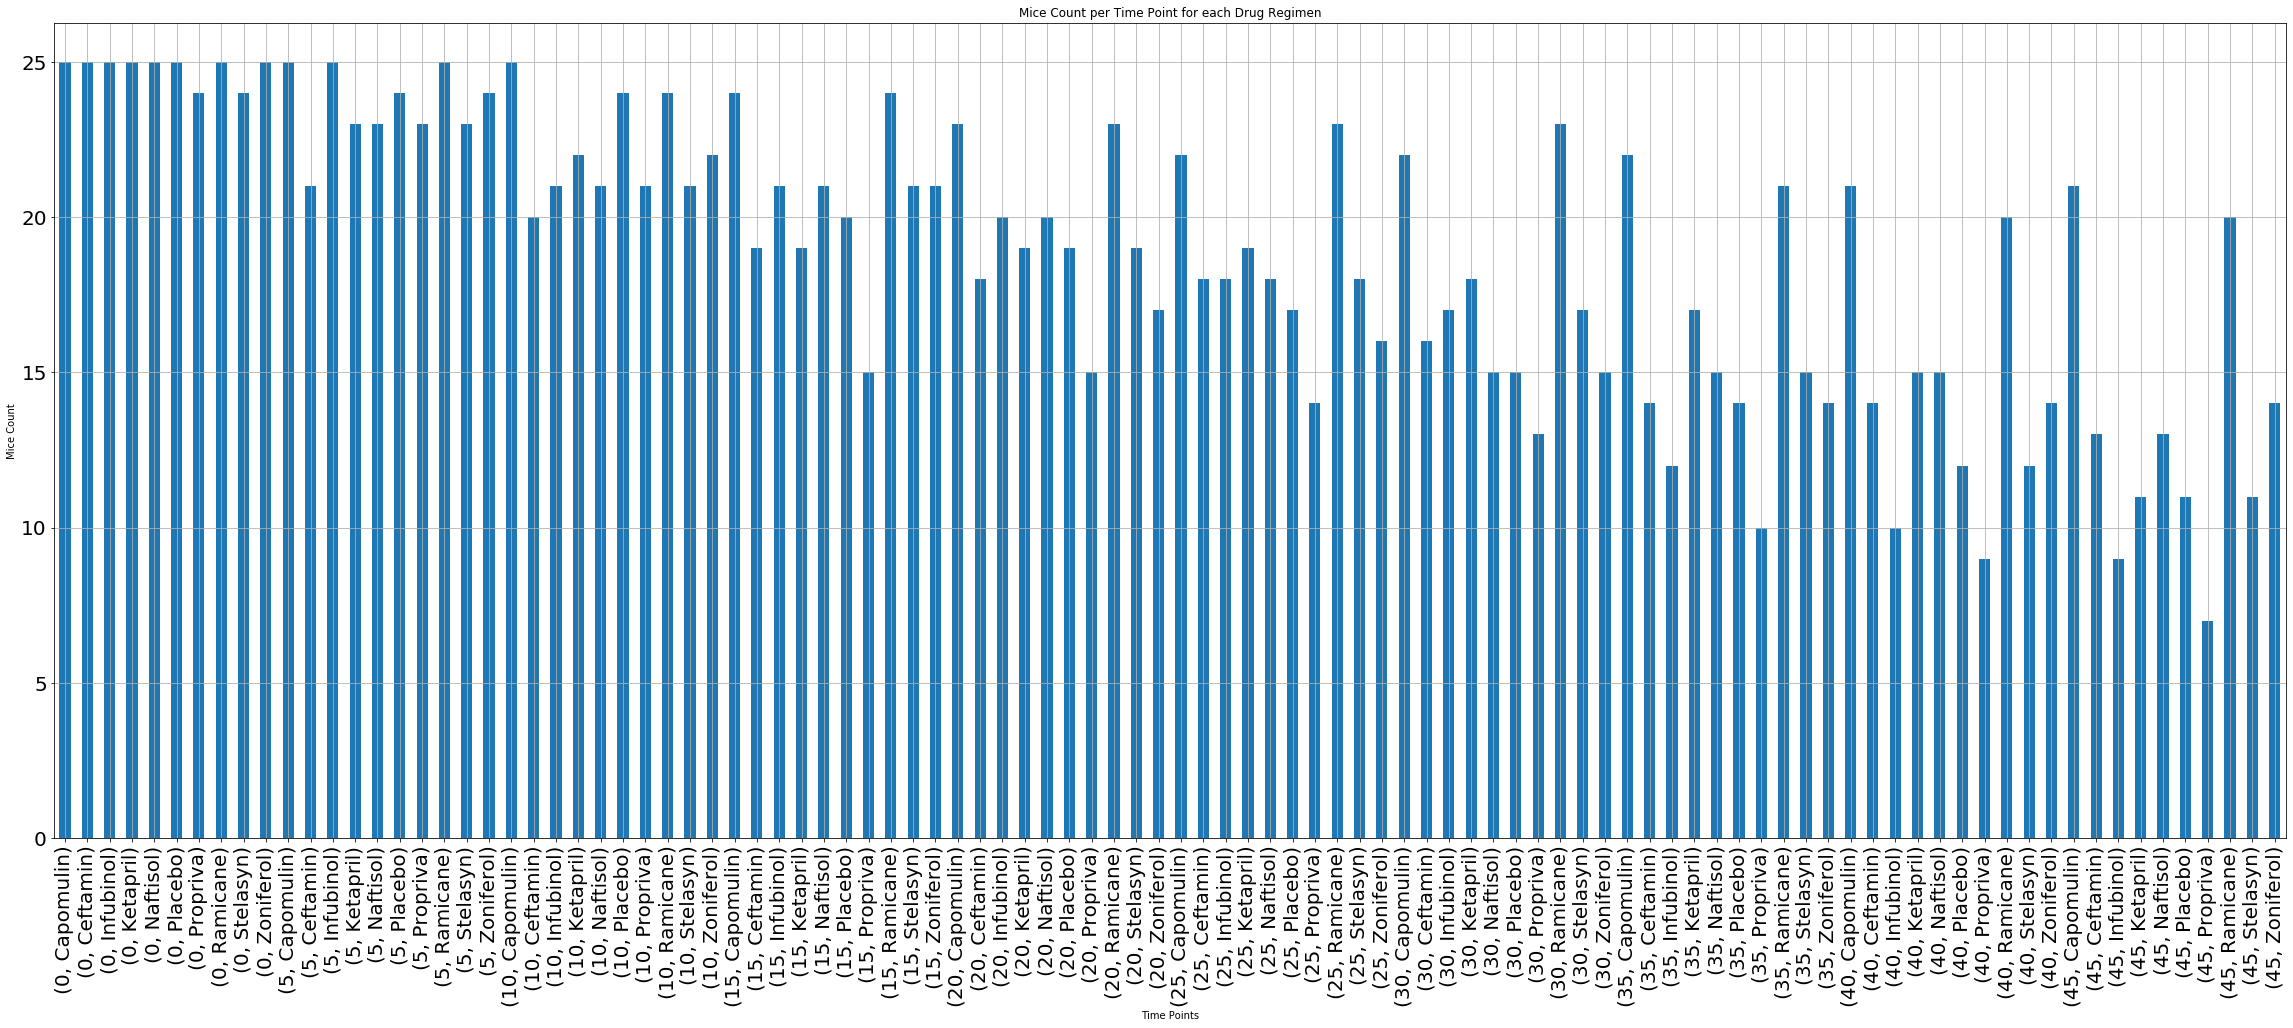 Mice Count per Time Point for each Drug Regimen
Mice Count
25
20
15
10
5
0
(0, Capomulin)
(0, Ceftamin)
(0, Infubinol)
(0, Ketapril)
(0, Naftisol)
(0, Placebo)
(0, Propriva)
(0, Ramicane)
(0, Stelasyn)
(0, Zoniferol)
(5, Capomulin)
(5, Ceftamin)
(5, Infubinol)
(5, Ketapril)
(5, Naftisol)
(5, Placebo)
(5, Propriva)
(5, Ramicane)
(5, Stelasyn)
(5, Zoniferol)
(10, Capomulin)
(10, Ceftamin)
(10, Infubinol)
(10, Ketapril)
(10, Naftisol)
(10, Placebo)
(10, Propriva)
(10, Ramicane)
(10, Stelasyn)
(10, Zoniferol)
(15, Capomulin)
(15, Ceftamin)
(15, Infubinol)
(15, Ketapril)
(15, Naftisol)
(15, Placebo)
(15, Propriva)
(15, Ramicane)
(15, Stelasyn)
(15, Zoniferol)
(20, Capomulin)
(20, Ceftamin)
(20, Infubinol)
(20, Ketapril)
(20, Naftisol)
(20, Placebo)
(20, Propriva)
(20, Ramicane)
(20, Stelasyn)
(20, Zoniferol)
(25, Capomulin)
(25, Ceftamin)
(25, Infubinol)
(25, Ketapril)
(25, Naftisol)
(25, Placebo)
(25, Propriva)
(25, Ramicane)
(25, Stelasyn)
(25, Zoniferol)
(30, Capomulin)
(30, Ceftamin)
(30, Infubinol)
(30, Ketapril)
(30, Naftisol)
(30, Placebo)
(30, Propriva)
(30, Ramicane)
(30, Stelasyn)
(30, Zoniferol)
(35, Capomulin)
(35, Ceftamin)
(35, Infubinol)
(35, Ketapril)
(35, Naftisol)
(35, Placebo)
(35, Propriva)
(35, Ramicane)
(35, Stelasyn)
(35, Zoniferol)
(40, Capomulin)
(40, Ceftamin)
(40, Infubinol)
(40, Ketapril)
(40, Naftisol)
(40, Placebo)
(40, Propriva)
(40, Ramicane)
(40, Stelasyn)
(40, Zoniferol)
(45, Capomulin)
(45, Ceftamin)
(45, Infubinol)
(45, Ketapril)
(45, Naftisol)
(45, Placebo)
(45, Propriva)
(45, Ramicane)
(45, Stelasyn)
(45, Zoniferol)
Time Points